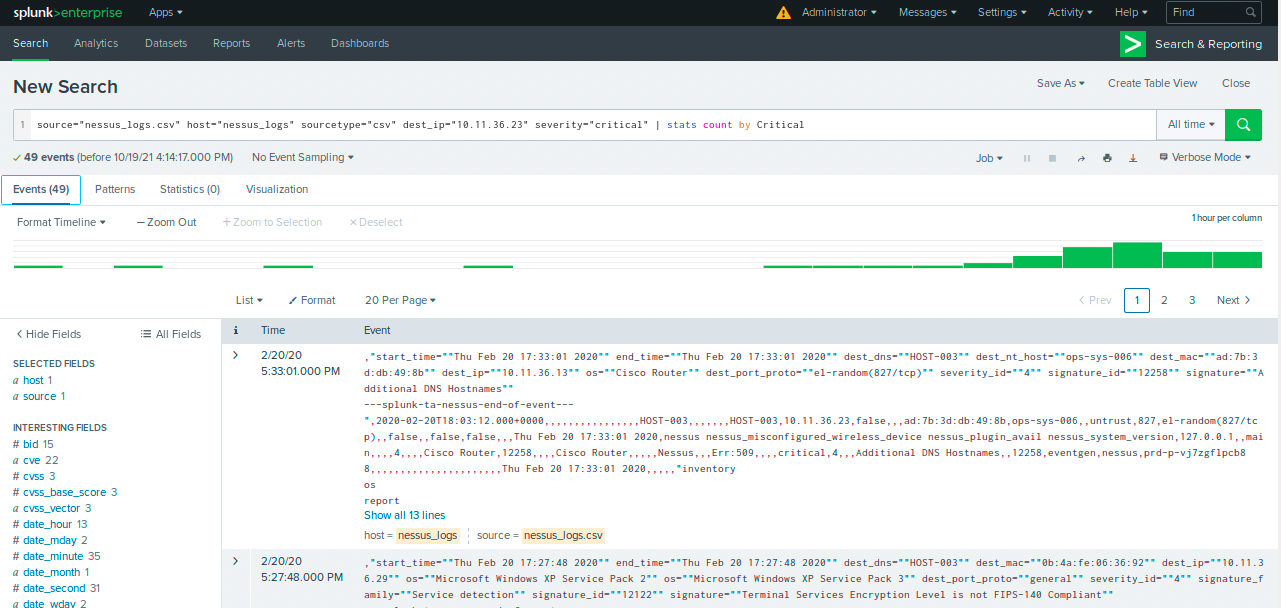 splunk>enterprise Apps Administrator Messages Settings Activity Help Find
Search Analytics Datasets Reports Alerts Dashboards Search & Reporting
New Search Save As Create Table View Close
1 source="nessus_logs.csv" host="nessus_logs" sourcetype="csv" dest_ip="10.11.36.23" severity="critical" | stats count by Critical All time
49 events (before 10/19/21 4:14:17.000 PM) No Event Sampling Job Verbose Mode
Events (49) Patterns Statistics (0) Visualization
Format Timeline – Zoom Out + Zoom to Selection × Deselect 1 hour per column
List Format 20 Per Page < Prev 1 2 3 Next >
< Hide Fields All Fields i Time Event
SELECTED FIELDS
a host 1
a source 1
INTERESTING FIELDS
# bid 15
a cve 22
# cvss 3
# cvss_base_score 3
a cvss_vector 3
# date_hour 13
# date_mday 2
# date_minute 35
a date_month 1
# date_second 31
a date_wday 2
> 2/20/20
5:33:01.000 PM
,"start_time=""Thu Feb 20 17:33:01 2020"" end_time=""Thu Feb 20 17:33:01 2020"" dest_dns=""HOST-003"" dest_nt_host=""ops-sys-006"" dest_mac=""ad:7b:3
d:db:49:8b"" dest_ip=""10.11.36.13"" os=""Cisco Router"" dest_port_proto=""el-random(827/tcp)"" severity_id=""4"" signature_id=""12258"" signature=""A
dditional DNS Hostnames""
---splunk-ta-nessus-end-of-event---
",2020-02-20T18:03:12.000+0000,,,,,,,,,,,,,,,,HOST-003,,,,,,,HOST-003,10.11.36.23,false,,,ad:7b:3d:db:49:8b,ops-sys-006,,untrust,827,el-random(827/tc
p),,false,,false,false,,,Thu Feb 20 17:33:01 2020,nessus nessus_misconfigured_wireless_device nessus_plugin_avail nessus_system_version,127.0.0.1,,mai
n,,,,4,,,,Cisco Router,12258,,,,Cisco Router,,,,,Nessus,,,Err:509,,,,critical,4,,,Additional DNS Hostnames,,12258,eventgen,nessus,prd-p-vj7zgflpcb8
8,,,,,,,,,,,,,,,,,,,,,,Thu Feb 20 17:33:01 2020,,,,,"inventory
os
report
Show all 13 lines
host = nessus_logs source = nessus_logs.csv
> 2/20/20
5:27:48.000 PM
,"start_time=""Thu Feb 20 17:27:48 2020"" end_time=""Thu Feb 20 17:27:48 2020"" dest_dns=""HOST-003"" dest_mac=""0b:4a:fe:06:36:92"" dest_ip=""10.11.3
6.29"" os=""Microsoft Windows XP Service Pack 2"" os=""Microsoft Windows XP Service Pack 3"" dest_port_proto=""general"" severity_id=""4"" signature_f
amily=""Service detection"" signature_id=""12122"" signature=""Terminal Services Encryption Level is not FIPS-140 Compliant""